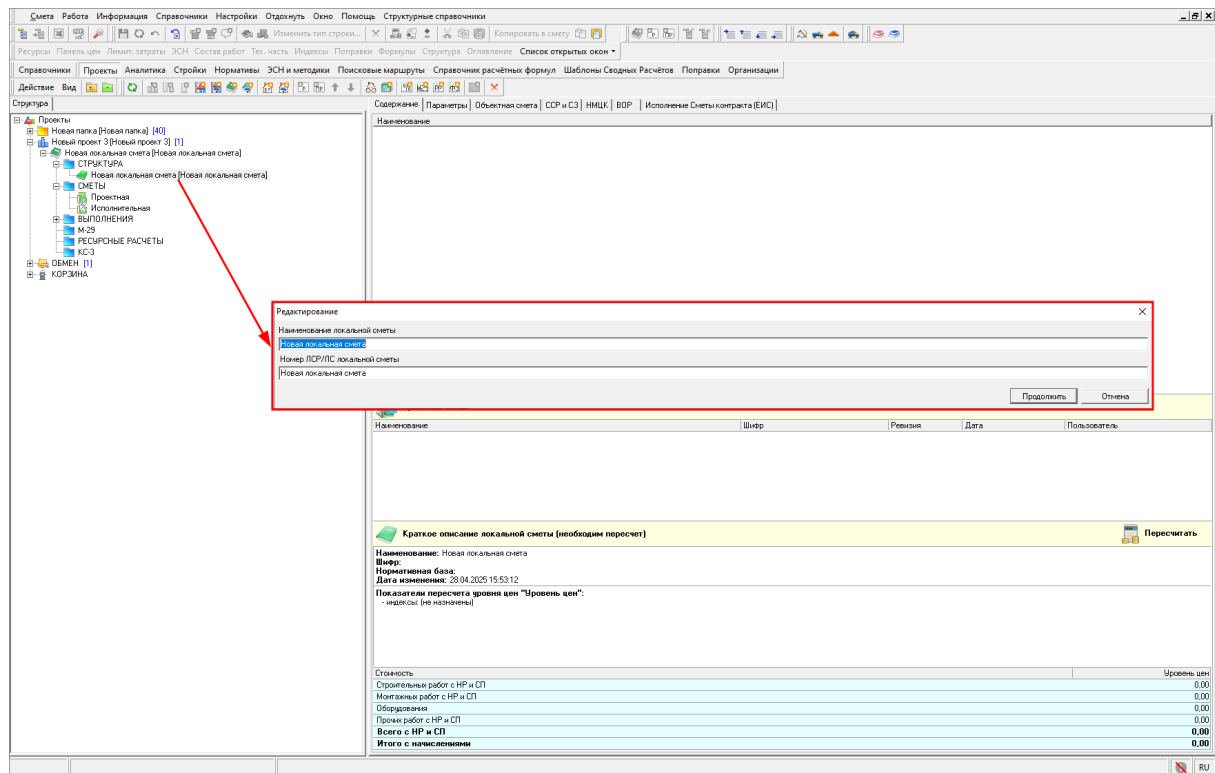 Смета Работа Информация Справочники Настройки Отдохнуть Окно Помощь Структурные справочники
Изменить тип строки... Копировать в смету
Ресурсы Панель цен Лимит. затраты ЭСН Состав работ Тех. часть Индексы Поправки Формулы Структура Оглавление Список открытых окон
Справочники Проекты Аналитика Стройки Нормативы ЭСН и методики Поисковые маршруты Справочник расчётных формул Шаблоны Сводных Расчётов Поправки Организации
Действие Вид
Структура
Содержание Параметры Объектная смета ССР и СЗ НМЦК ВОР Исполнение Сметы контракта (ЕИС)
Проекты
Новая папка [Новая папка] [40]
Новый проект 3 [Новый проект 3] [1]
Новая локальная смета [Новая локальная смета]
СТРУКТУРА
Новая локальная смета [Новая локальная смета]
СМЕТЫ
Проектная
Исполнительная
ВЫПОЛНЕНИЯ
М-29
РЕСУРСНЫЕ РАСЧЕТЫ
КС-3
ОБМЕН [1]
КОРЗИНА
Наименование
Редактирование
Наименование локальной сметы
Новая локальная смета
Номер ЛСР/ЛС локальной сметы
Новая локальная смета
Продолжить Отмена
Наименование Шифр Ревизия Дата Пользователь
Краткое описание локальной сметы (необходим пересчет) Пересчитать
Наименование: Новая локальная смета
Шифр:
Нормативная база:
Дата изменения: 28.04.2025 15:53:12
Показатели пересчета уровня цен "Уровень цен":
- индексы: (не назначены)
Стоимость Уровень цен
Строительных работ с НР и СП 0,00
Монтажных работ с НР и СП 0,00
Оборудования 0,00
Прочих работ с НР и СП 0,00
Всего с НР и СП 0,00
Итого с начислениями 0,00
RU